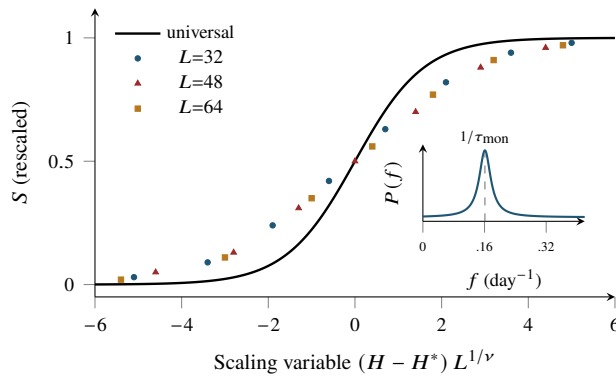 universal
L=32
L=48
L=64
1
0.5
0
S (rescaled)
−6
−4
−2
0
2
4
6
Scaling variable (H − H*) L^{1/ν}
1/τ_mon
P(f)
0
.16
.32
f (day⁻¹)